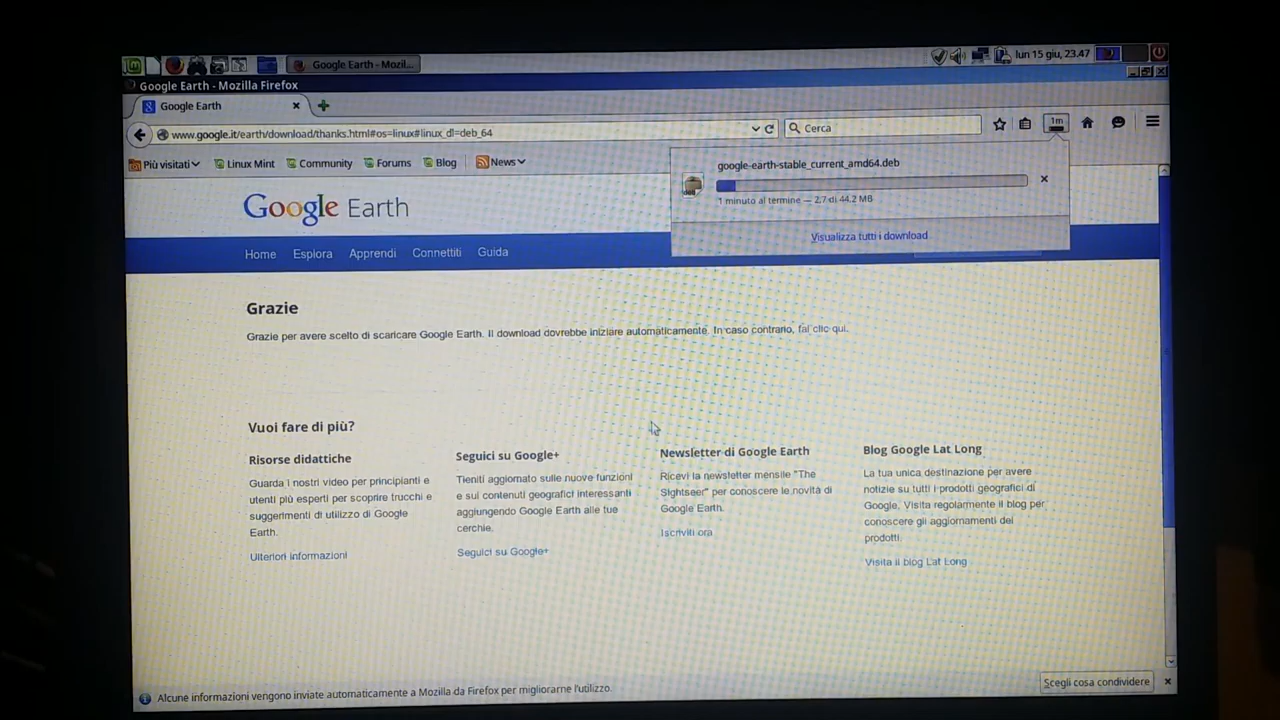 Google Earth - Mozil...
lun 15 giu, 23.47
Google Earth - Mozilla Firefox
Google Earth
www.google.it/earth/download/thanks.html#os=linux#linux_dl=deb_64
Cerca
1m
Più visitati
Linux Mint
Community
Forums
Blog
News
google-earth-stable_current_amd64.deb
1 minuto al termine — 2,7 di 44,2 MB
Visualizza tutti i download
Google Earth
Home Esplora Apprendi Connettiti Guida
Grazie
Grazie per avere scelto di scaricare Google Earth. Il download dovrebbe iniziare automaticamente. In caso contrario, fai clic qui.
Vuoi fare di più?
Risorse didattiche
Guarda i nostri video per principianti e
utenti più esperti per scoprire trucchi e
suggerimenti di utilizzo di Google
Earth.
Ulteriori informazioni
Seguici su Google+
Tieniti aggiornato sulle nuove funzioni
e sui contenuti geografici interessanti
aggiungendo Google Earth alle tue
cerchie.
Seguici su Google+
Newsletter di Google Earth
Ricevi la newsletter mensile "The
Sightseer" per conoscere le novità di
Google Earth.
Iscriviti ora
Blog Google Lat Long
La tua unica destinazione per avere
notizie su tutti i prodotti geografici di
Google. Visita regolarmente il blog per
conoscere gli aggiornamenti dei
prodotti.
Visita il blog Lat Long
Alcune informazioni vengono inviate automaticamente a Mozilla da Firefox per migliorarne l'utilizzo.
Scegli cosa condividere